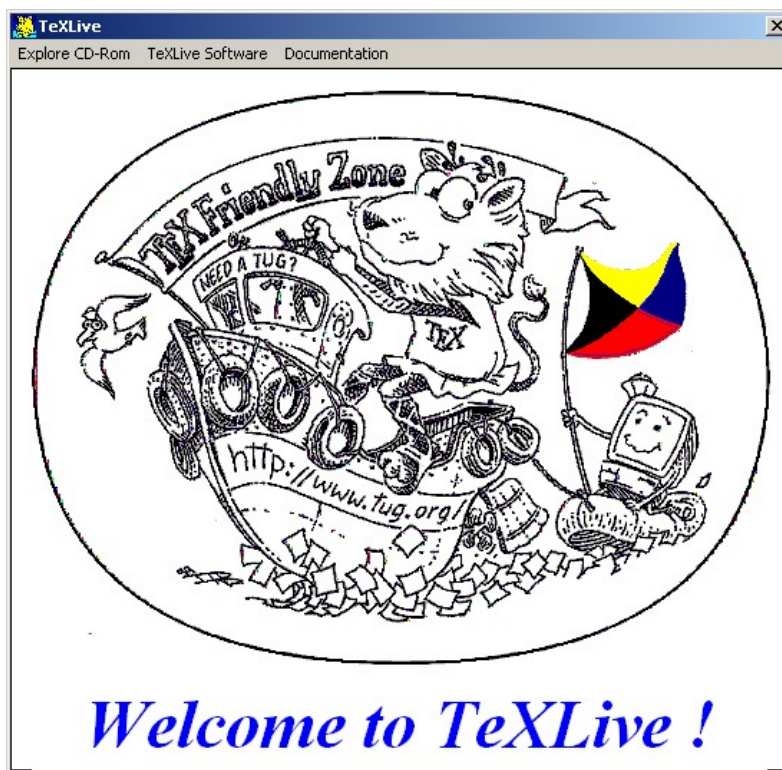 TeXLive
Explore CD-Rom TeXLive Software Documentation
TEX Friendly Zone
NEED A TUG?
TEX
http://www.tug.org/
Welcome to TeXLive !